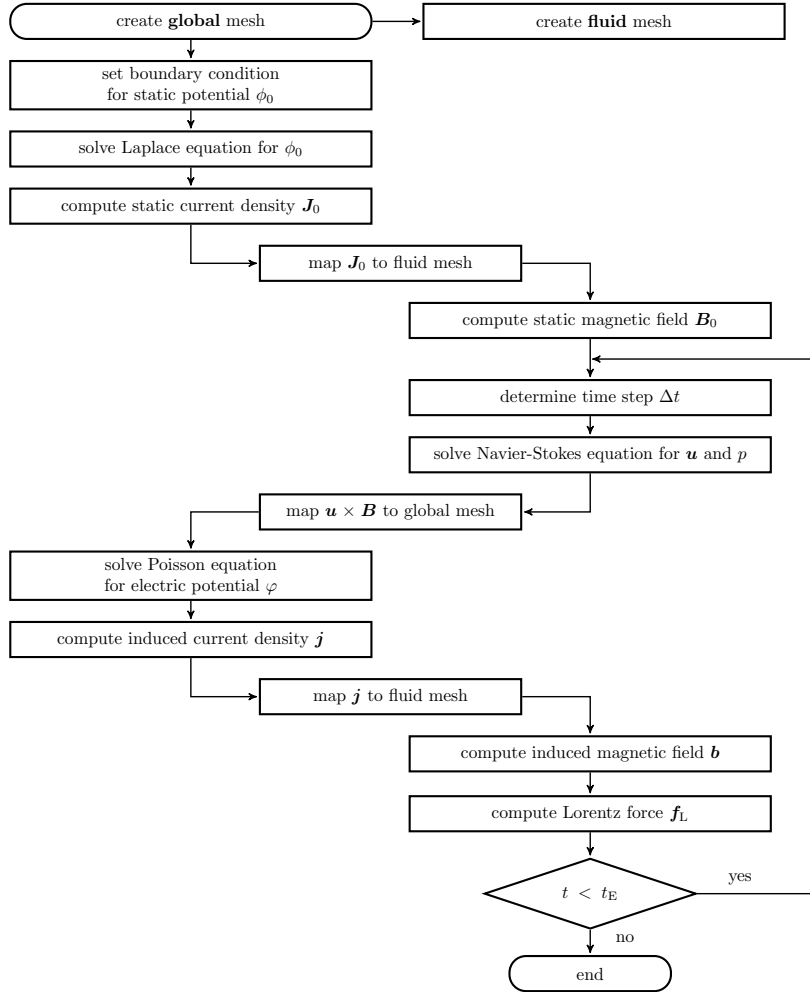 create global mesh
create fluid mesh
set boundary condition
for static potential ϕ₀
solve Laplace equation for ϕ₀
compute static current density J₀
map J₀ to fluid mesh
compute static magnetic field B₀
determine time step Δt
solve Navier-Stokes equation for u and p
map u × B to global mesh
solve Poisson equation
for electric potential φ
compute induced current density j
map j to fluid mesh
compute induced magnetic field b
compute Lorentz force f_L
t < t_E
yes
no
end